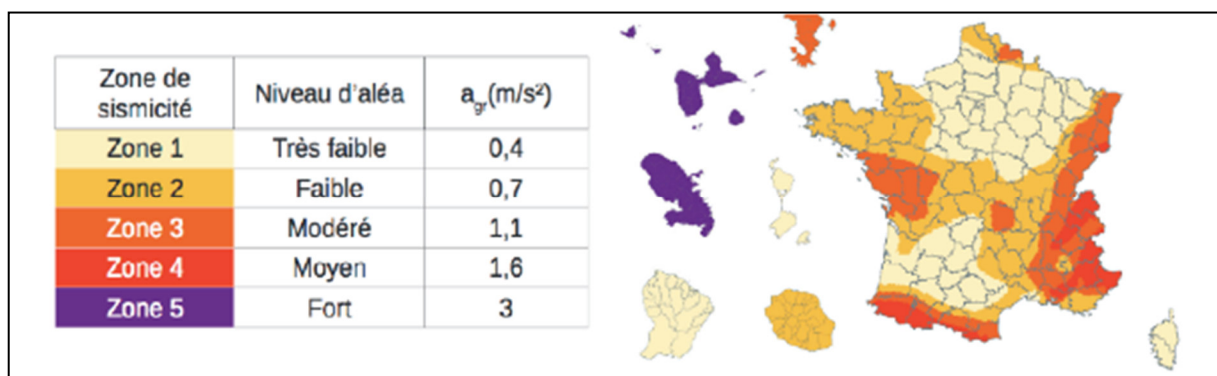 Zone de sismicité Niveau d'aléa a_gr(m/s²)
Zone 1 Très faible 0,4
Zone 2 Faible 0,7
Zone 3 Modéré 1,1
Zone 4 Moyen 1,6
Zone 5 Fort 3